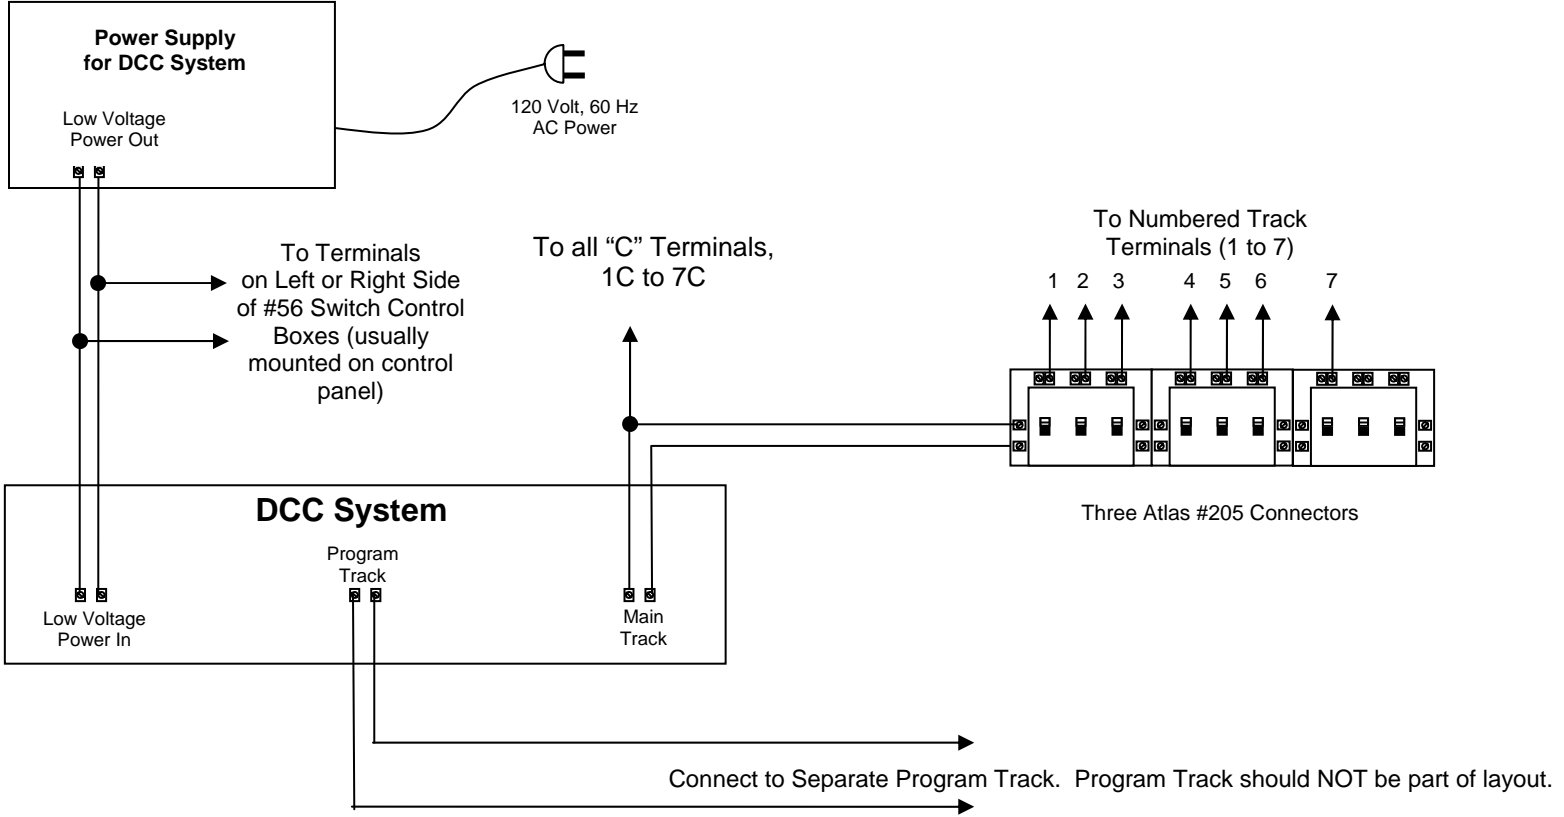 Power Supply
for DCC System
Low Voltage
Power Out
120 Volt, 60 Hz
AC Power
To Terminals
on Left or Right Side
of #56 Switch Control
Boxes (usually
mounted on control
panel)
To all “C” Terminals,
1C to 7C
To Numbered Track
Terminals (1 to 7)
1 2 3 4 5 6 7
Three Atlas #205 Connectors
DCC System
Program
Track
Low Voltage
Power In
Main
Track
Connect to Separate Program Track.  Program Track should NOT be part of layout.